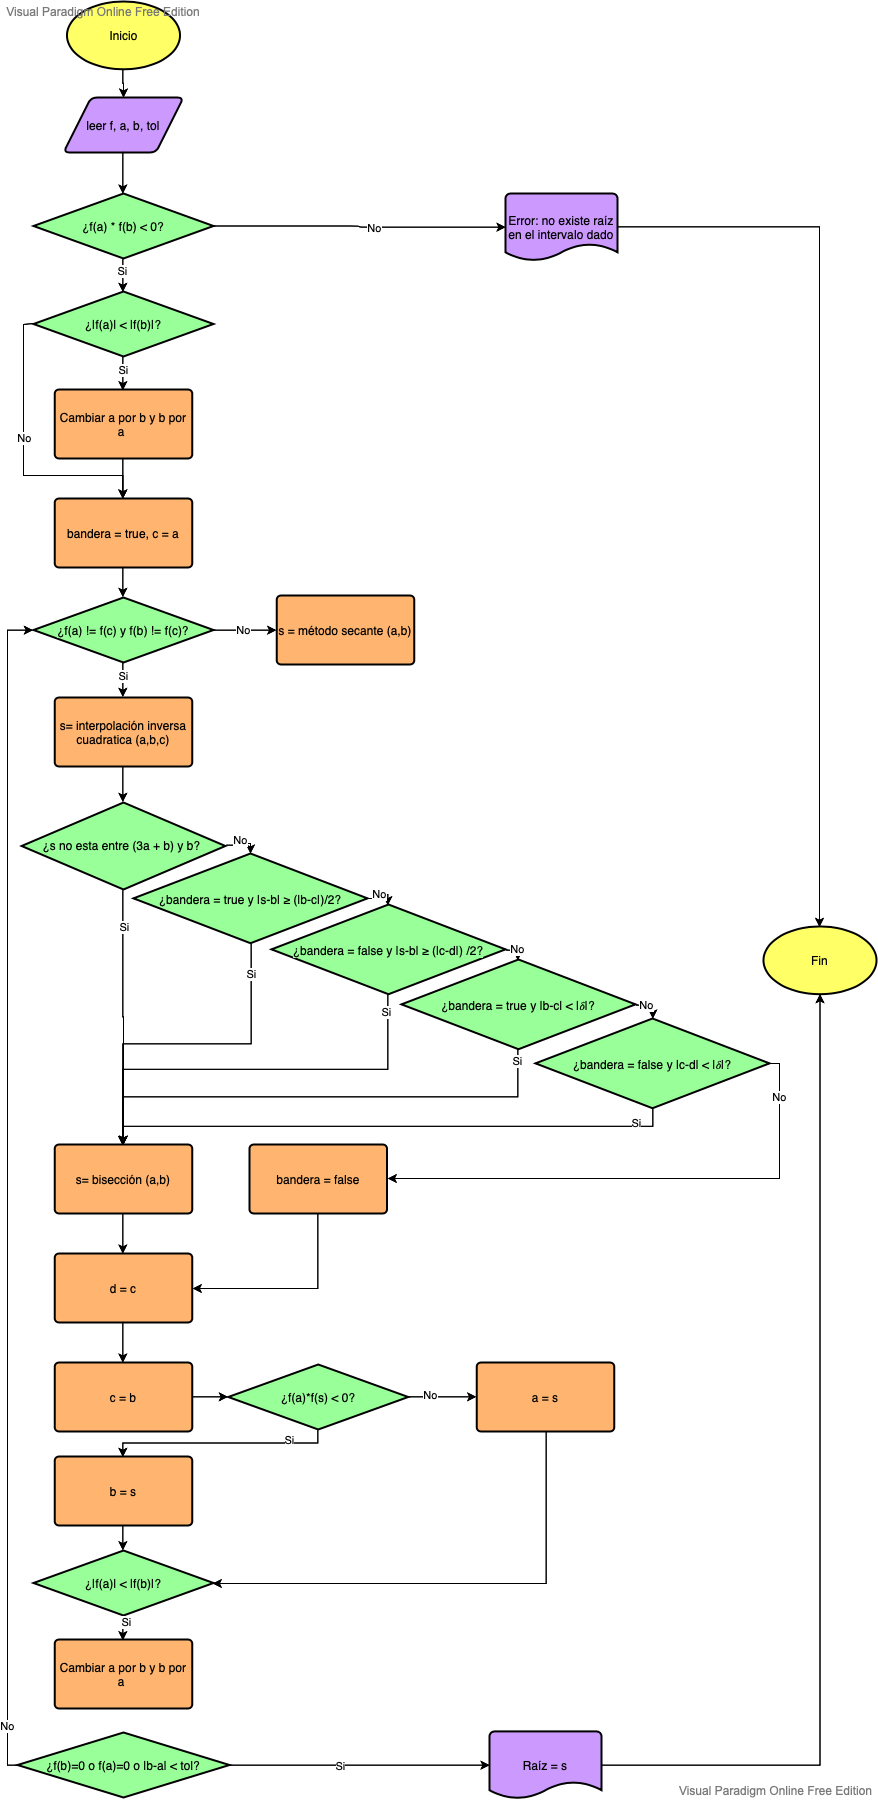 Visual Paradigm Online Free Edition
Inicio
leer f, a, b, tol
¿f(a) * f(b) < 0?
No
Error: no existe raíz
en el intervalo dado
Si
¿|f(a)| < |f(b)|?
Si
Cambiar a por b y b por
a
No
bandera = true, c = a
¿f(a) != f(c) y f(b) != f(c)?
No
s = método secante (a,b)
Si
s= interpolación inversa
cuadratica (a,b,c)
¿s no esta entre (3a + b) y b?
No
¿bandera = true y |s-b| ≥ (|b-c|)/2?
No
Si
¿bandera = false y |s-b| ≥ (|c-d|) /2?
No
Fin
Si
¿bandera = true y |b-c| < |δ|?
No
Si
Si
¿bandera = false y |c-d| < |δ|?
No
Si
s= bisección (a,b)
bandera = false
d = c
c = b
¿f(a)*f(s) < 0?
No
a = s
Si
b = s
¿|f(a)| < |f(b)|?
Si
Cambiar a por b y b por
a
No
¿f(b)=0 o f(a)=0 o |b-a| < tol?
Si
Raíz = s
Visual Paradigm Online Free Edition